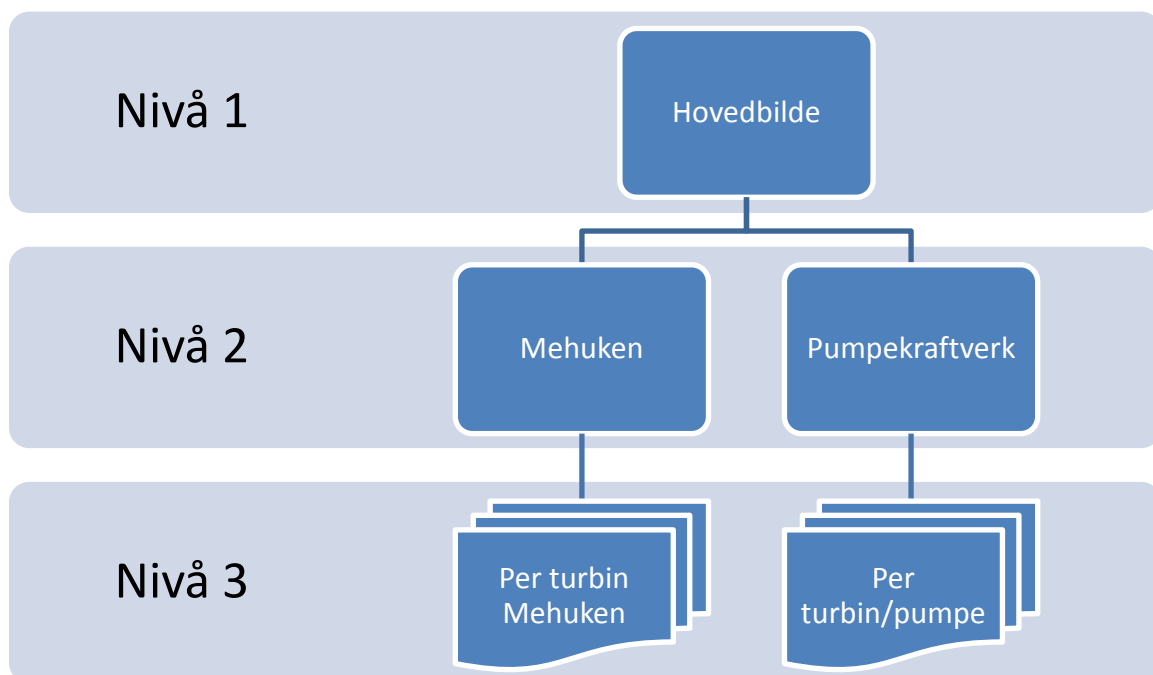 Nivå 1
Hovedbilde
Nivå 2
Mehuken
Pumpekraftverk
Nivå 3
Per turbin
Mehuken
Per
turbin/pumpe